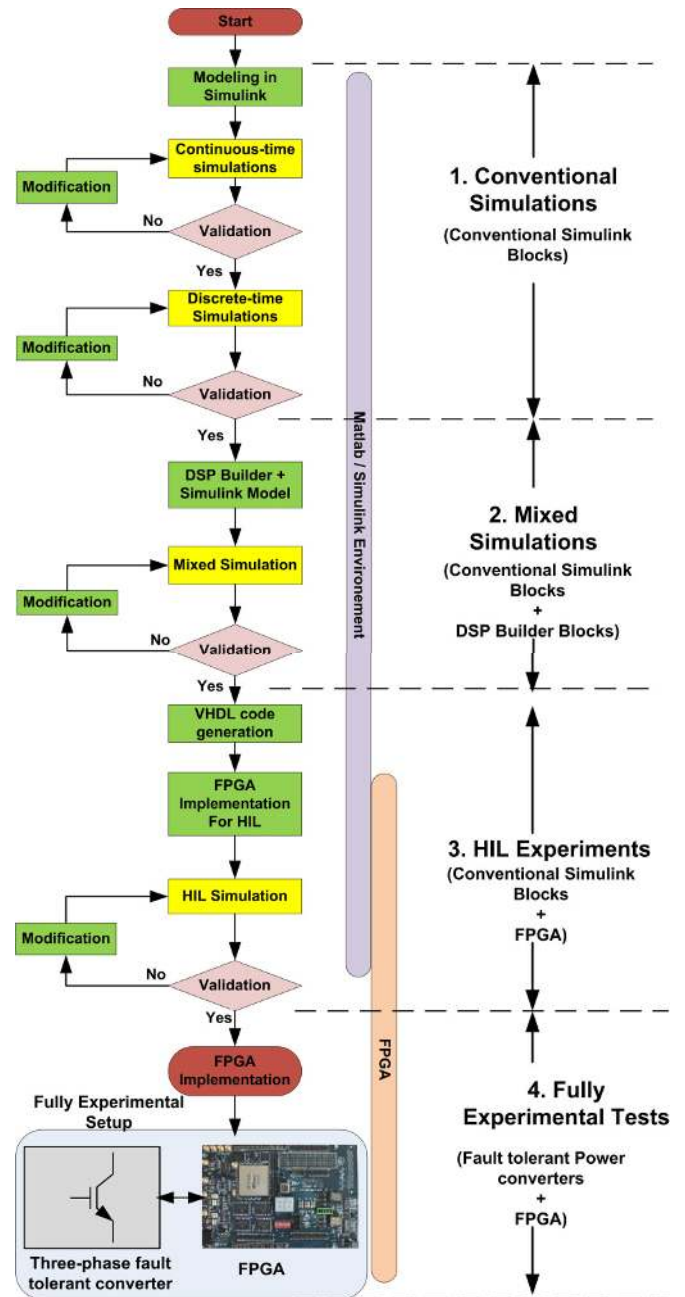 Start
Modeling in
Simulink
Continuous-time
simulations
Modification
No
Validation
Yes
Discrete-time
Simulations
Modification
No
Validation
Yes
DSP Builder +
Simulink Model
Mixed Simulation
Modification
No
Validation
Yes
VHDL code
generation
FPGA
Implementation
For HIL
HIL Simulation
Modification
No
Validation
Yes
FPGA
Implementation
Fully Experimental
Setup
Three-phase fault
tolerant converter
FPGA
Matlab / Simulink Environement
FPGA
1. Conventional
Simulations
(Conventional Simulink
Blocks)
2. Mixed
Simulations
(Conventional Simulink
Blocks
+
DSP Builder Blocks)
3. HIL Experiments
(Conventional Simulink
Blocks
+
FPGA)
4. Fully
Experimental Tests
(Fault tolerant Power
converters
+
FPGA)